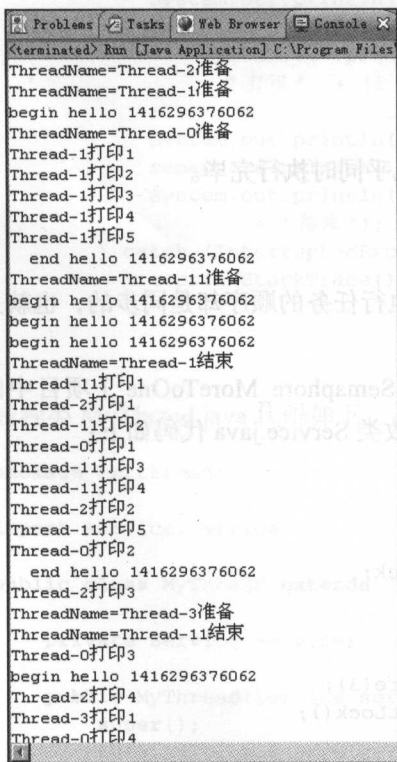 Problems Tasks Web Browser Console
<terminated> Run [Java Application] C:\Program Files
ThreadName=Thread-2准备
ThreadName=Thread-1准备
begin hello 1416296376062
ThreadName=Thread-0准备
Thread-1打印1
Thread-1打印2
Thread-1打印3
Thread-1打印4
Thread-1打印5
end hello 1416296376062
ThreadName=Thread-11准备
begin hello 1416296376062
begin hello 1416296376062
begin hello 1416296376062
ThreadName=Thread-1结束
Thread-11打印1
Thread-2打印1
Thread-11打印2
Thread-0打印1
Thread-11打印3
Thread-11打印4
Thread-2打印2
Thread-11打印5
Thread-0打印2
end hello 1416296376062
Thread-2打印3
ThreadName=Thread-3准备
ThreadName=Thread-11结束
Thread-0打印3
begin hello 1416296376062
Thread-2打印4
Thread-3打印1
Thread-0打印4